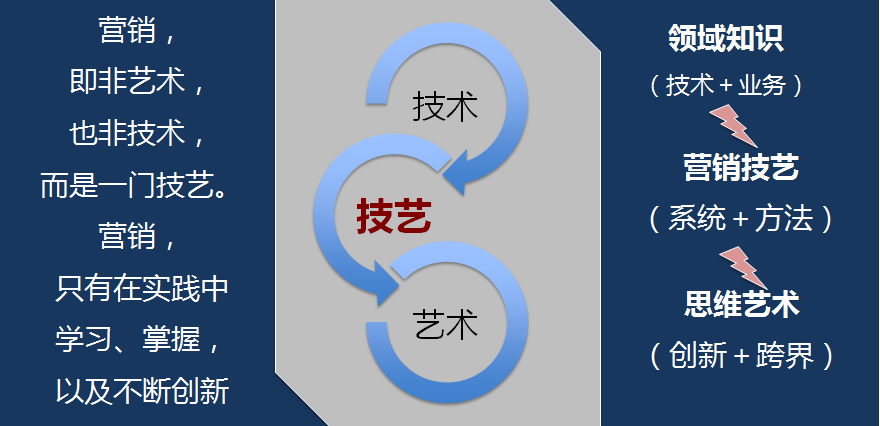 营销，
即非艺术，
也非技术，
而是一门技艺。
营销，
只有在实践中
学习、掌握，
以及不断创新
技术
技艺
艺术
领域知识
（技术＋业务）
营销技艺
（系统＋方法）
思维艺术
（创新＋跨界）